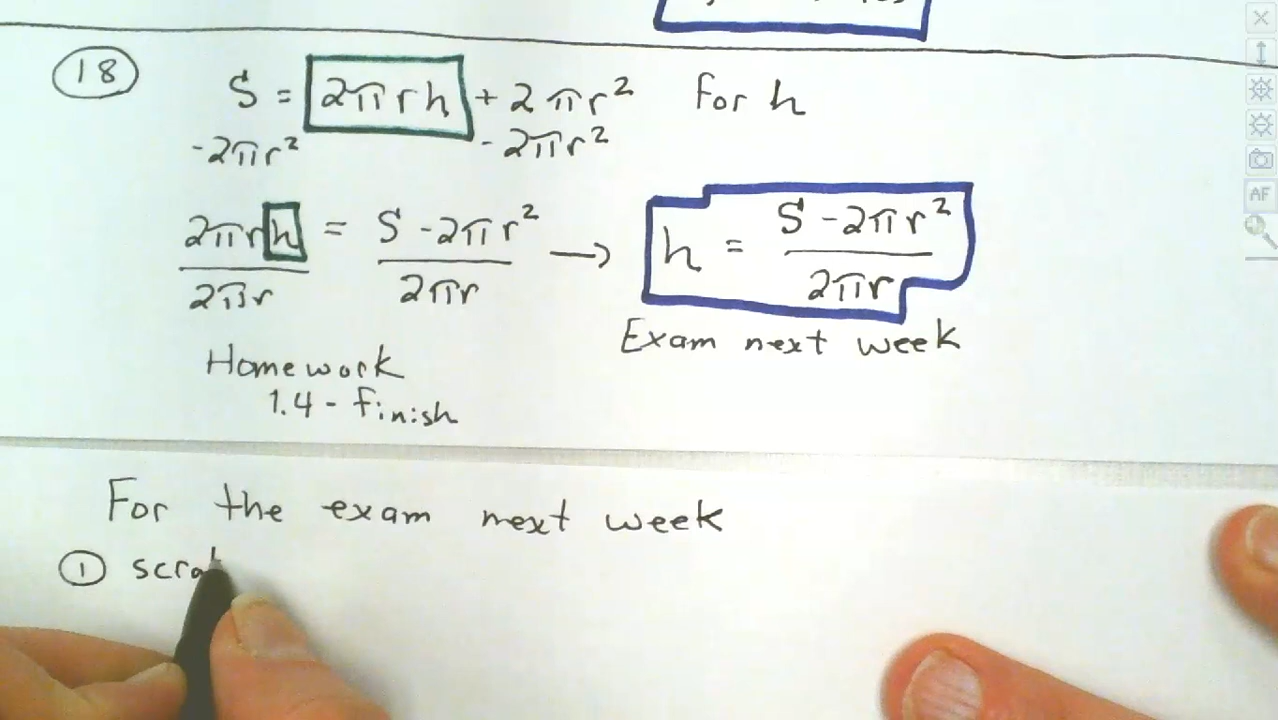 18
S = 2πrh + 2πr² for h
-2πr² - 2πr²
2πrh = S - 2πr² → h = S - 2πr²
2πr 2πr 2πr
Exam next week
Homework
1.4 - finish
For the exam next week
1
AF